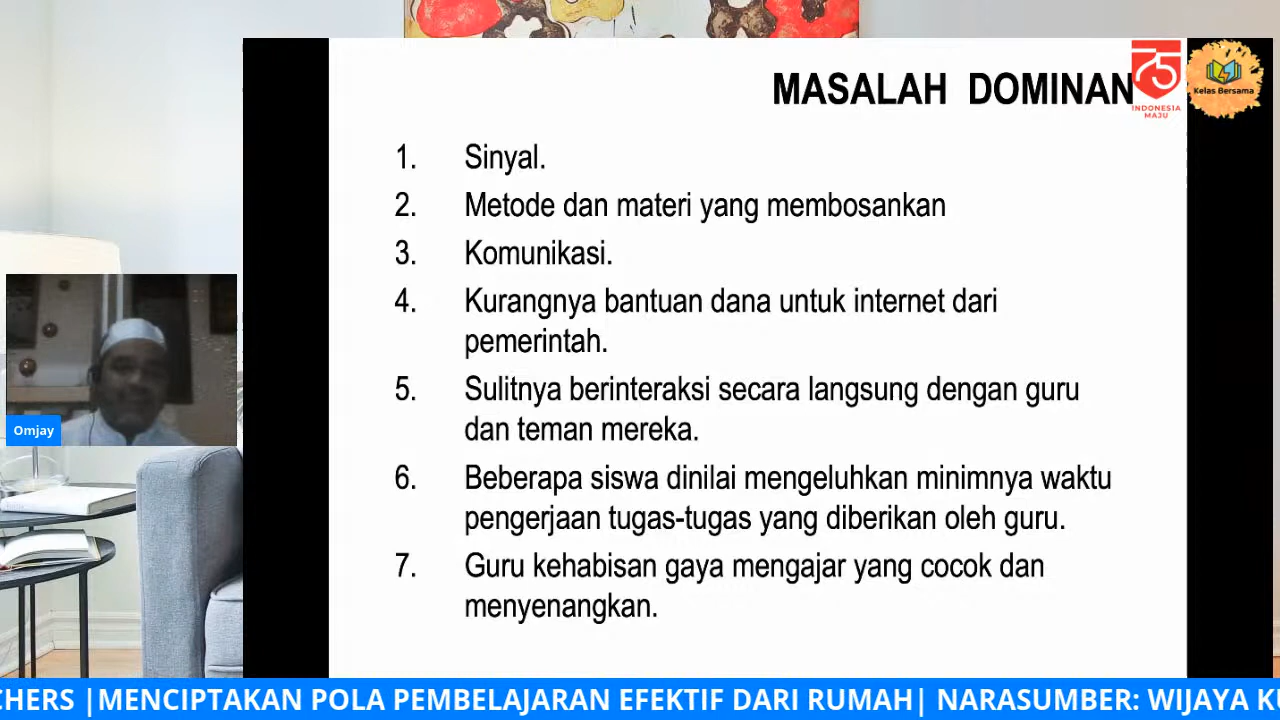 MASALAH DOMINAN
75
INDONESIA
MAJU
Kelas Bersama
1. Sinyal.
2. Metode dan materi yang membosankan
3. Komunikasi.
4. Kurangnya bantuan dana untuk internet dari
pemerintah.
5. Sulitnya berinteraksi secara langsung dengan guru
dan teman mereka.
6. Beberapa siswa dinilai mengeluhkan minimnya waktu
pengerjaan tugas-tugas yang diberikan oleh guru.
7. Guru kehabisan gaya mengajar yang cocok dan
menyenangkan.
Omjay
CHERS |MENCIPTAKAN POLA PEMBELAJARAN EFEKTIF DARI RUMAH| NARASUMBER: WIJAYA KU